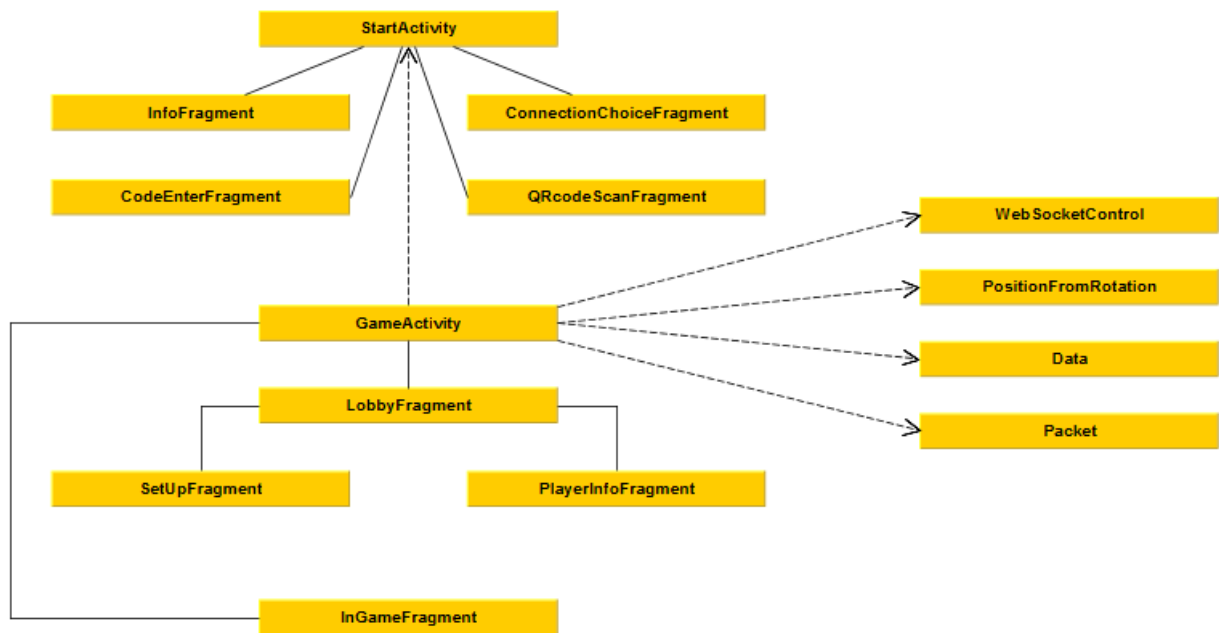 StartActivity
InfoFragment
ConnectionChoiceFragment
CodeEnterFragment
QRcodeScanFragment
WebSocketControl
PositionFromRotation
GameActivity
Data
LobbyFragment
Packet
SetUpFragment
PlayerInfoFragment
InGameFragment